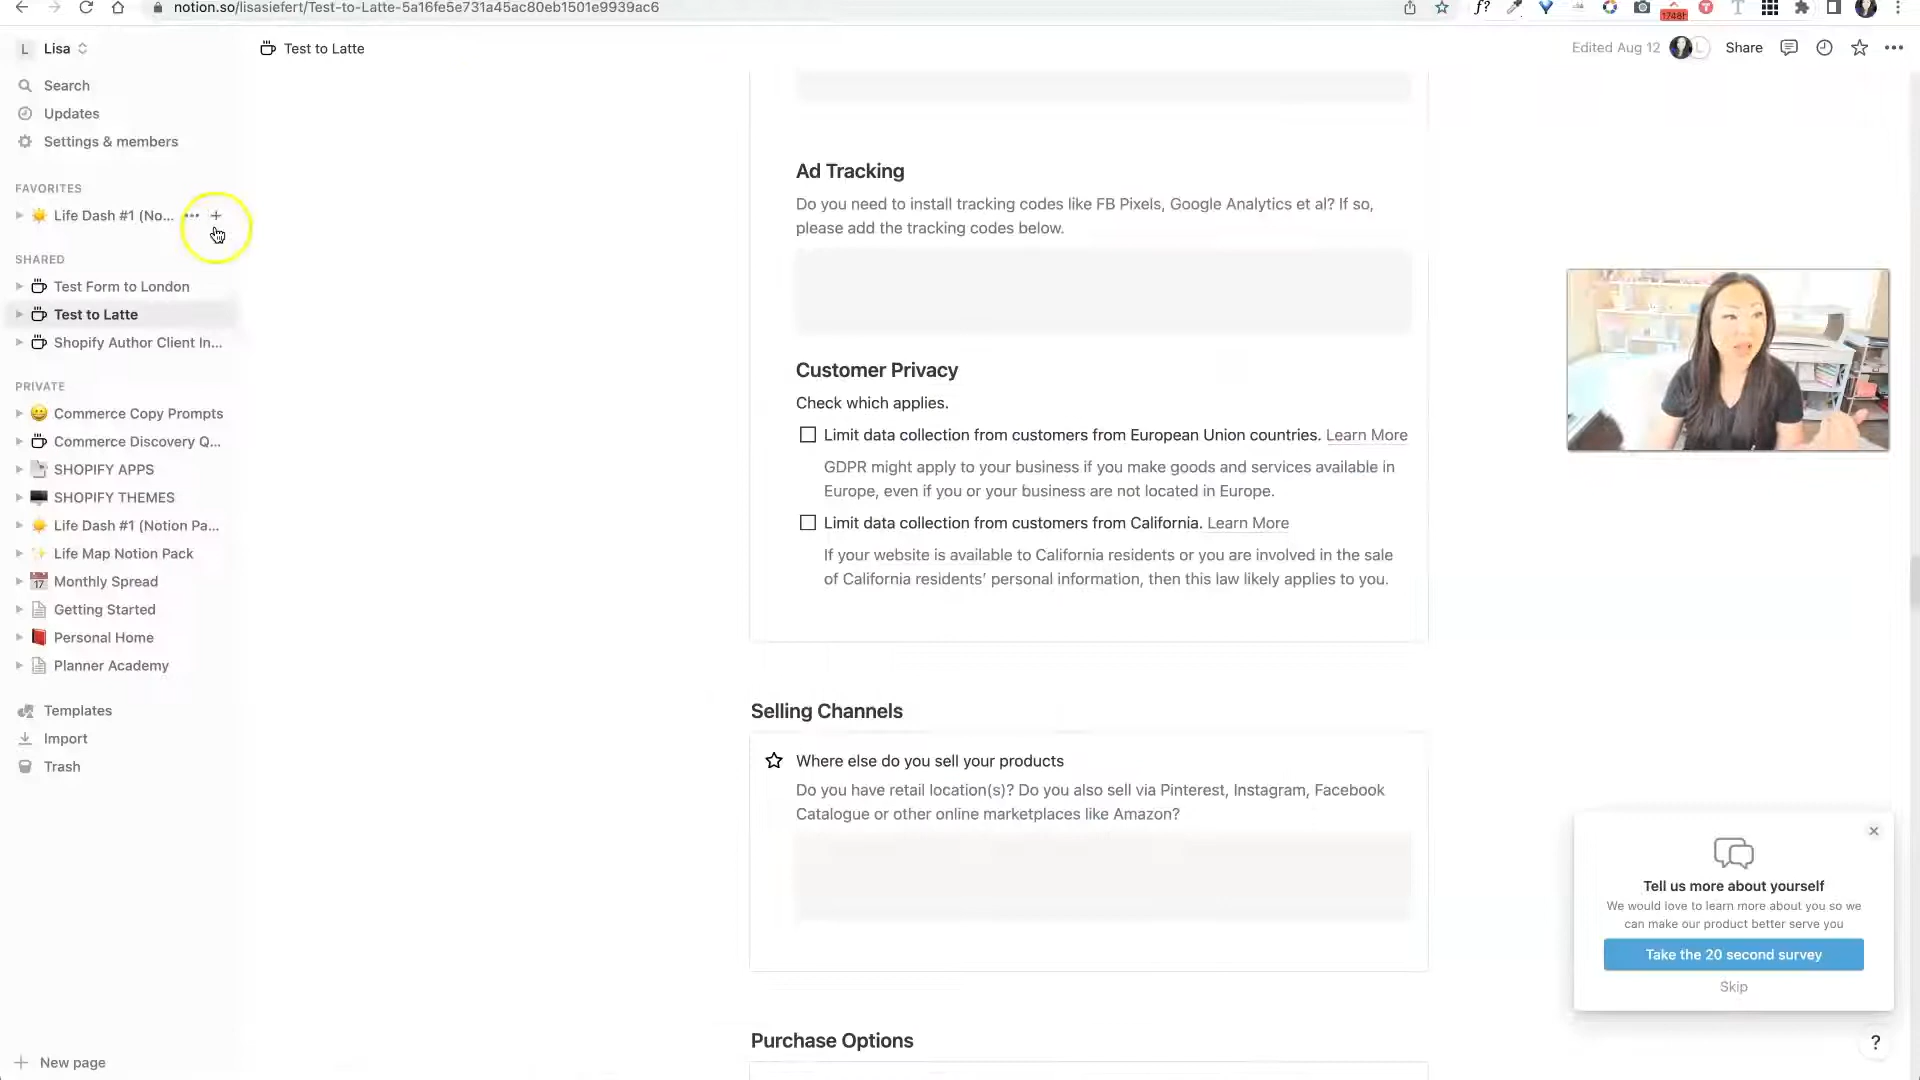 notion.so/lisasiefert/Test-to-Latte-5a16fe5e731a45ac80eb1501e9939ac6
f?
1748!
T
T
L
Lisa
Test to Latte
Edited Aug 12
L
Share
Search
Updates
Settings & members
FAVORITES
Life Dash #1 (No...
SHARED
Test Form to London
Test to Latte
Shopify Author Client In...
PRIVATE
Commerce Copy Prompts
Commerce Discovery Q...
SHOPIFY APPS
SHOPIFY THEMES
Life Dash #1 (Notion Pa...
Life Map Notion Pack
17
Monthly Spread
Getting Started
Personal Home
Planner Academy
Templates
Import
Trash
New page
Ad Tracking
Do you need to install tracking codes like FB Pixels, Google Analytics et al? If so,
please add the tracking codes below.
Customer Privacy
Check which applies.
Limit data collection from customers from European Union countries. Learn More
GDPR might apply to your business if you make goods and services available in
Europe, even if you or your business are not located in Europe.
Limit data collection from customers from California. Learn More
If your website is available to California residents or you are involved in the sale
of California residents’ personal information, then this law likely applies to you.
Selling Channels
Where else do you sell your products
Do you have retail location(s)? Do you also sell via Pinterest, Instagram, Facebook
Catalogue or other online marketplaces like Amazon?
Purchase Options
Tell us more about yourself
We would love to learn more about you so we
can make our product better serve you
Take the 20 second survey
Skip
?